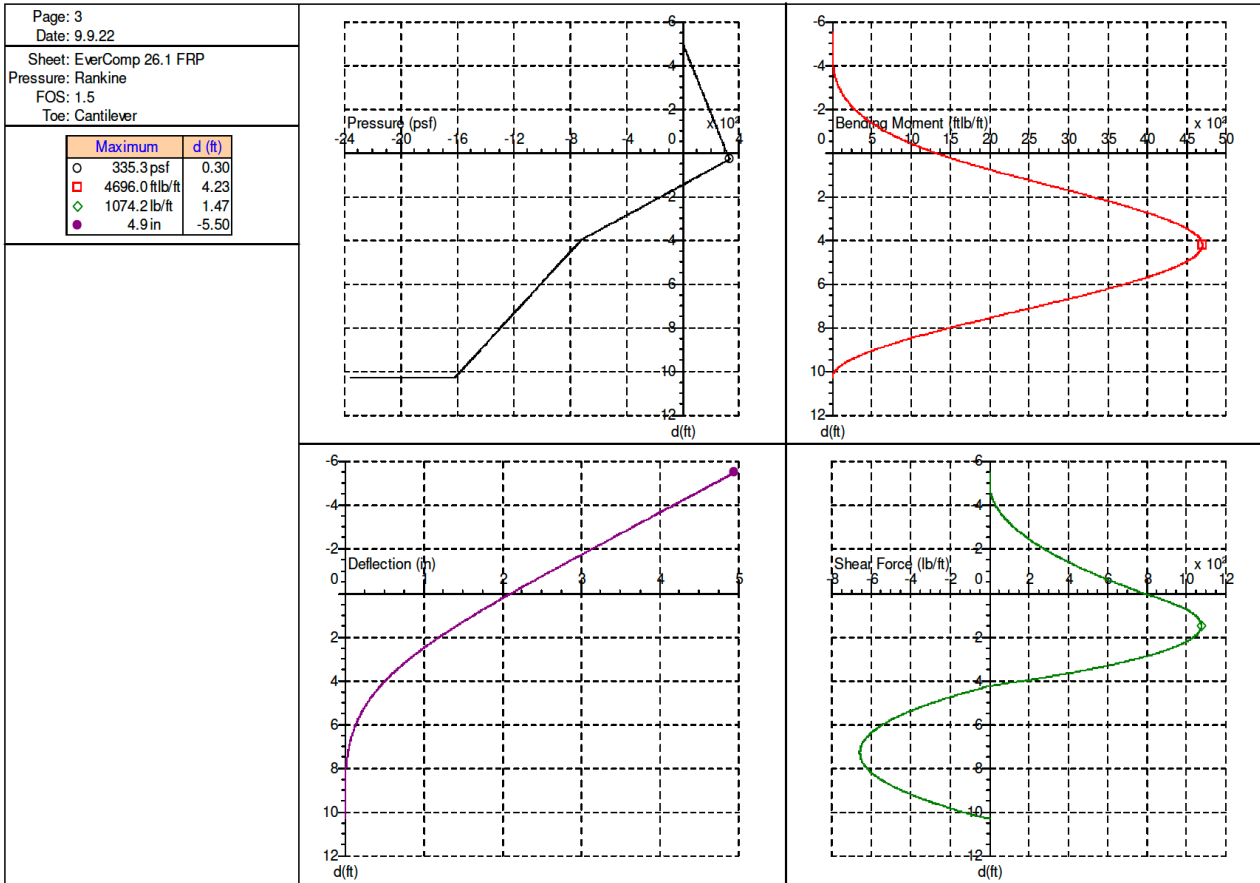 Page: 3
Date: 9.9.22
Sheet: EverComp 26.1 FRP
Pressure: Rankine
FOS: 1.5
Toe: Cantilever
Maximum d (ft)
335.3 psf 0.30
4696.0 ftlb/ft 4.23
1074.2 lb/ft 1.47
4.9 in -5.50
-6
-4
-2
Pressure (psf) x 10²
-24 -20 -16 -12 -8 -4 0 4
0
2
4
6
8
10
12
d(ft)
-6
-4
-2
Bending Moment (ftlb/ft) x 10²
0 5 10 15 20 25 30 35 40 45 50
2
4
6
8
10
12
d(ft)
-6
-4
-2
Deflection (in)
0 1 2 3 4 5
2
4
6
8
10
12
d(ft)
-6
-4
-2
Shear Force (lb/ft) x 10²
-8 -6 -4 -2 0 2 4 6 8 10 12
2
4
6
8
10
12
d(ft)